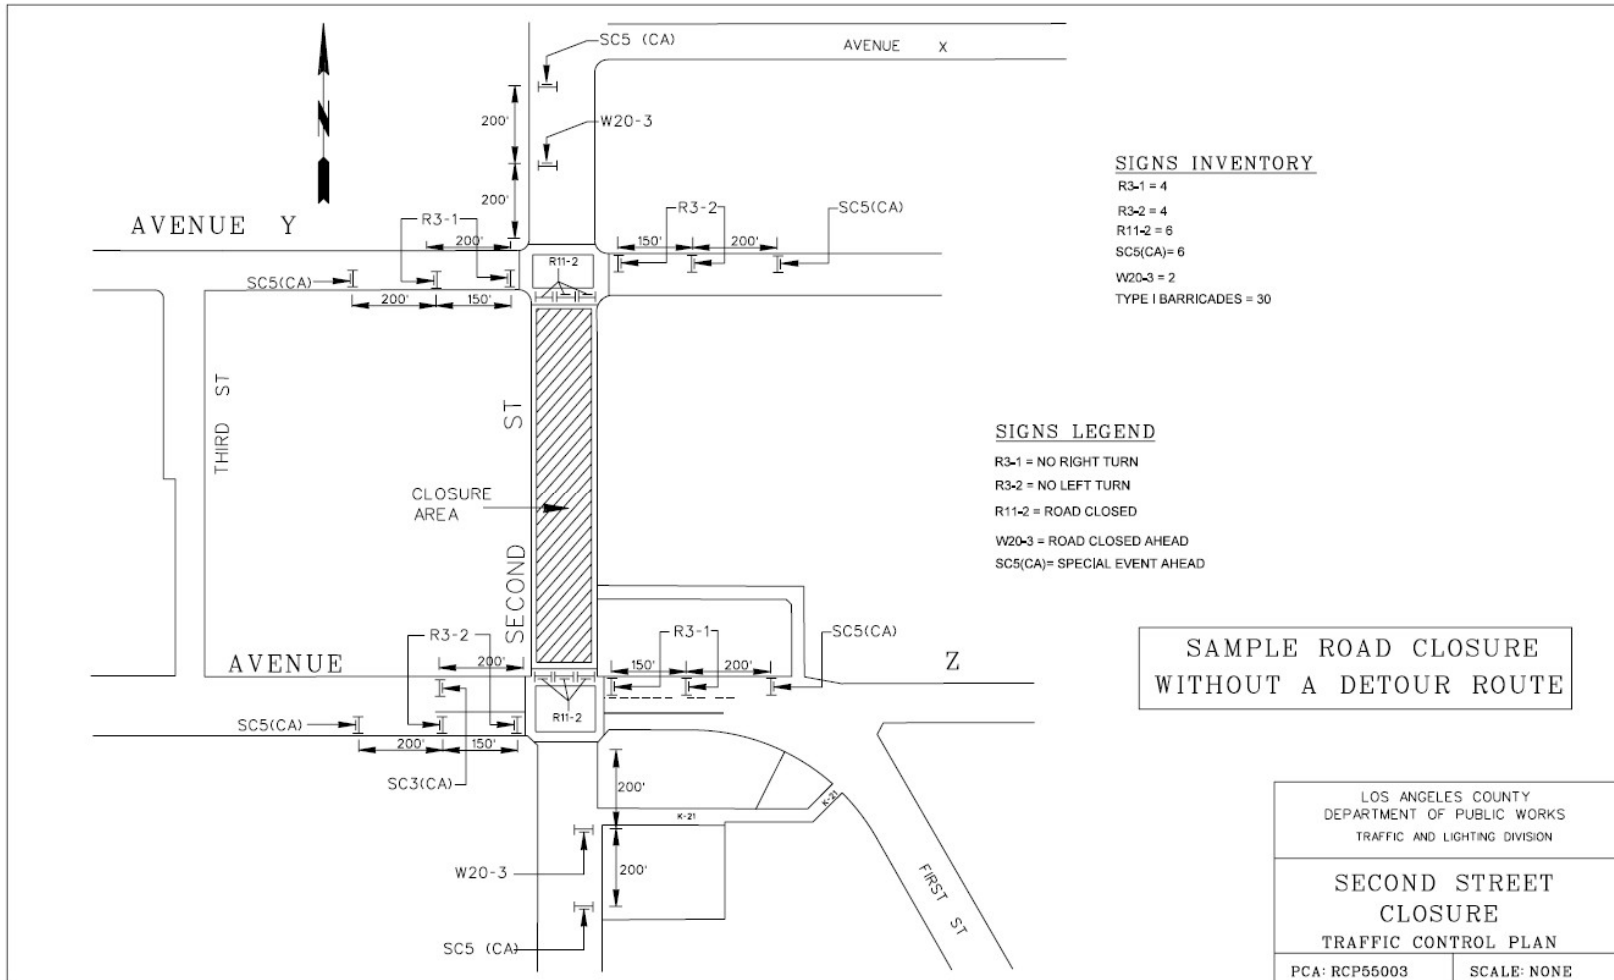 SC5 (CA)
AVENUE X
200'
W20-3
200'
N
AVENUE Y
R3-1
200'
R3-2
150'
200'
SC5(CA)
SC5(CA)
200'
150'
R11-2
THIRD ST
SECOND ST
CLOSURE
AREA
SIGNS INVENTORY
R3-1 = 4
R3-2 = 4
R11-2 = 6
SC5(CA)= 6
W20-3 = 2
TYPE I BARRICADES = 30
SIGNS LEGEND
R3-1 = NO RIGHT TURN
R3-2 = NO LEFT TURN
R11-2 = ROAD CLOSED
W20-3 = ROAD CLOSED AHEAD
SC5(CA)= SPECIAL EVENT AHEAD
AVENUE Z
R3-2
200'
R3-1
150'
200'
SC5(CA)
SC5(CA)
200'
150'
R11-2
SC3(CA)
200'
K-21
K-21
W20-3
200'
SC5 (CA)
FIRST ST
SAMPLE ROAD CLOSURE
WITHOUT A DETOUR ROUTE
LOS ANGELES COUNTY
DEPARTMENT OF PUBLIC WORKS
TRAFFIC AND LIGHTING DIVISION
SECOND STREET
CLOSURE
TRAFFIC CONTROL PLAN
PCA: RCP55003
SCALE: NONE